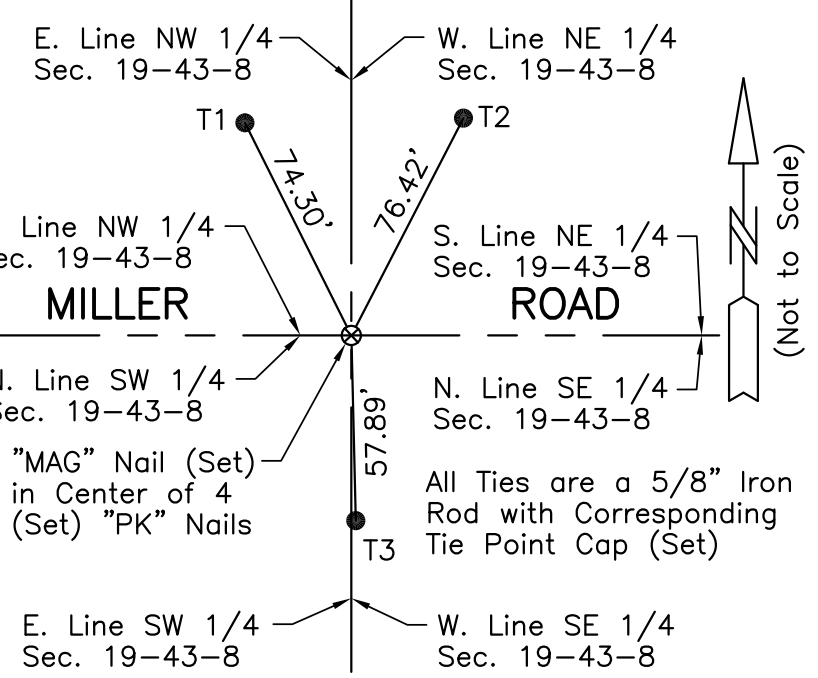 E. Line NW 1/4
Sec. 19-43-8
W. Line NE 1/4
Sec. 19-43-8
T1
T2
74.30'
76.42'
Line NW 1/4
ec. 19-43-8
S. Line NE 1/4
Sec. 19-43-8
N
(Not to Scale)
MILLER ROAD
N. Line SW 1/4
Sec. 19-43-8
N. Line SE 1/4
Sec. 19-43-8
57.89'
"MAG" Nail (Set)
in Center of 4
(Set) "PK" Nails
All Ties are a 5/8" Iron
Rod with Corresponding
Tie Point Cap (Set)
T3
E. Line SW 1/4
Sec. 19-43-8
W. Line SE 1/4
Sec. 19-43-8